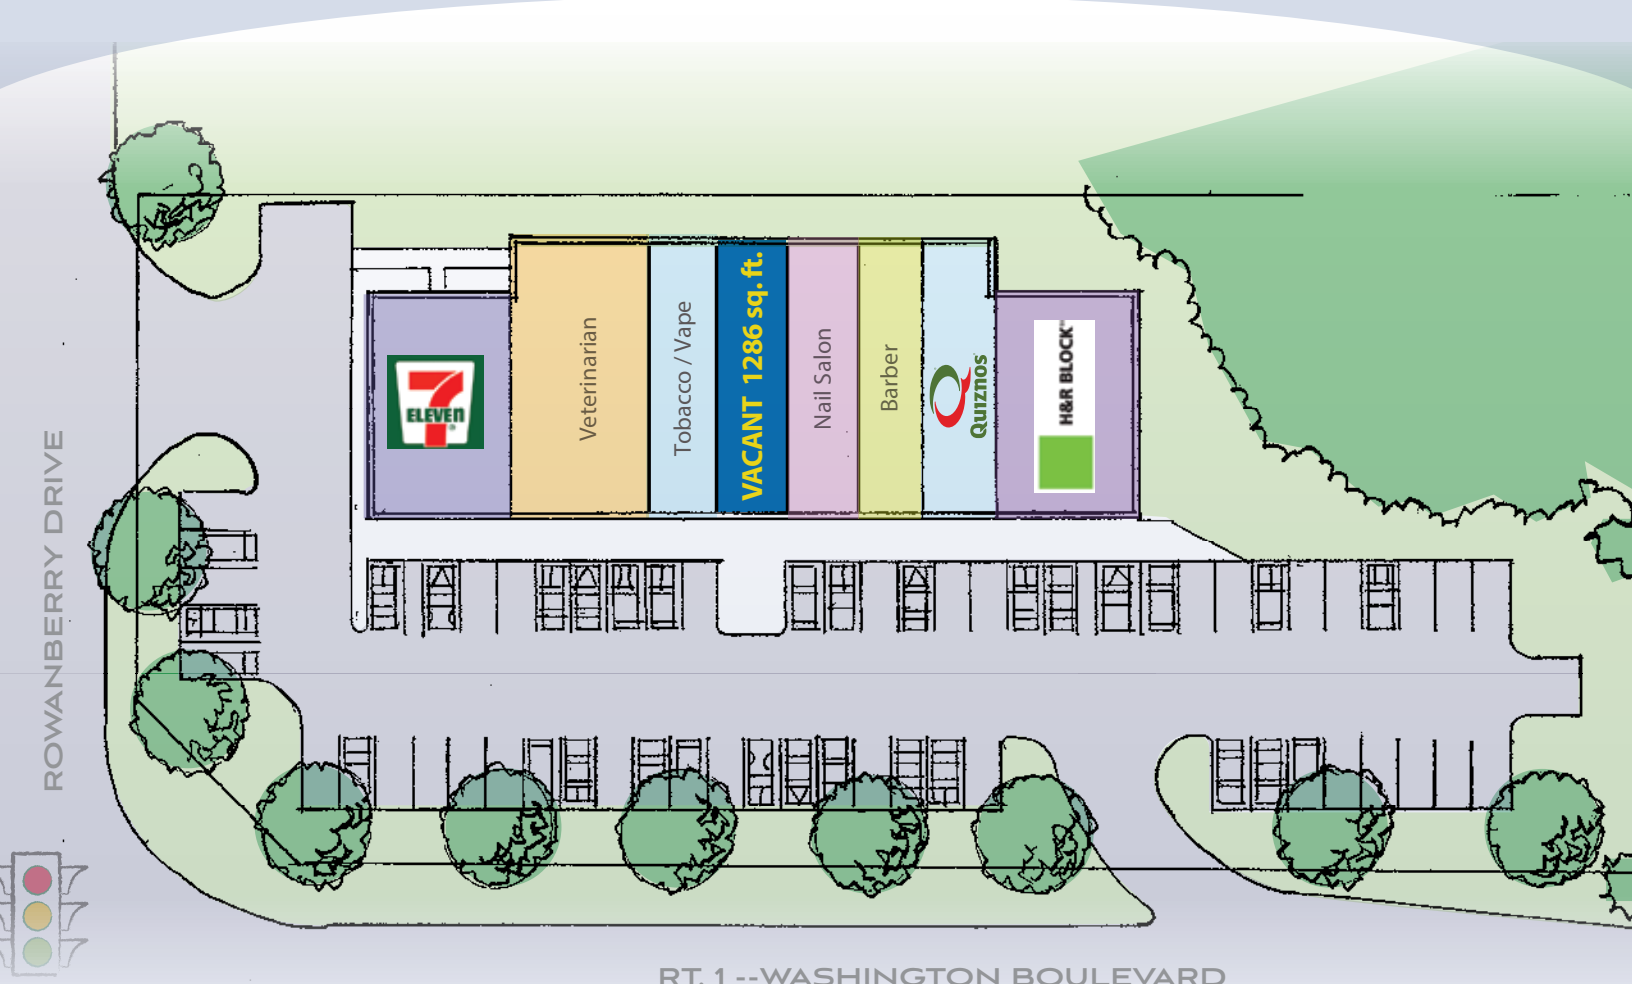 7
ELEVEN
Veterinarian
Tobacco / Vape
VACANT 1286 sq. ft.
Nail Salon
Barber
Q
Quiznos
H&R BLOCK®
ROWANBERRY DRIVE
RT. 1 --WASHINGTON BOULEVARD